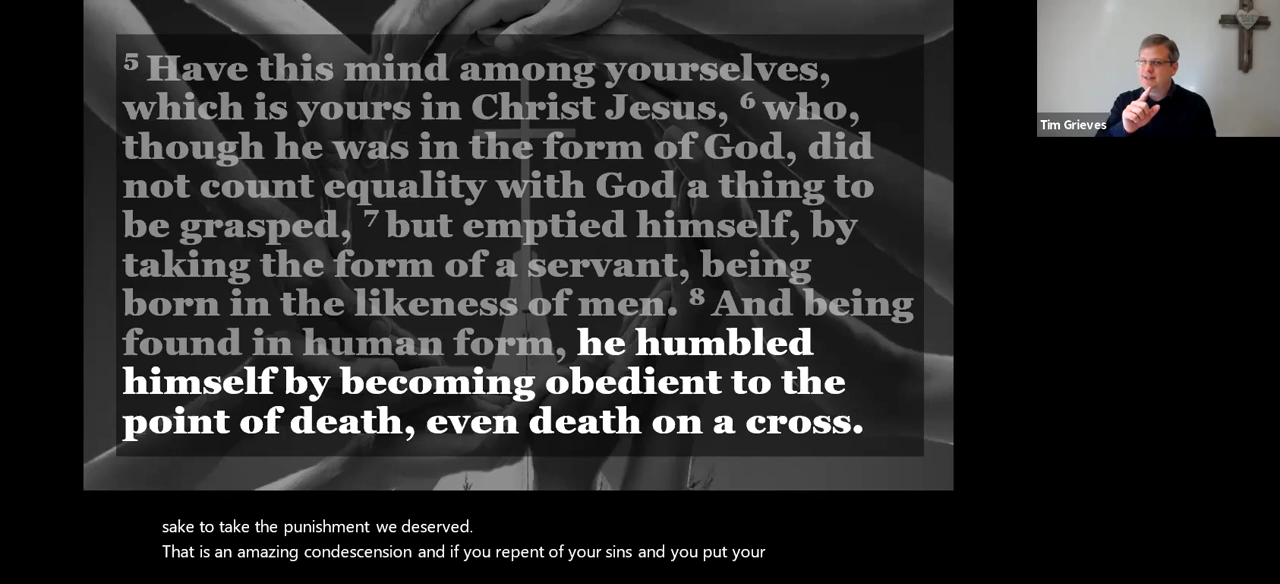 ⁵ Have this mind among yourselves,
which is yours in Christ Jesus, ⁶ who,
though he was in the form of God, did
not count equality with God a thing to
be grasped, ⁷ but emptied himself, by
taking the form of a servant, being
born in the likeness of men. ⁸ And being
found in human form, he humbled
himself by becoming obedient to the
point of death, even death on a cross.
Tim Grieves
sake to take the punishment we deserved.
That is an amazing condescension and if you repent of your sins and you put your